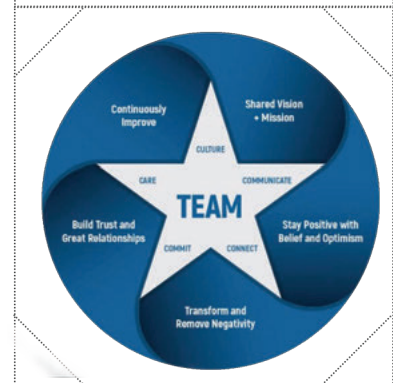 Continuously
Improve
Shared Vision
+ Mission
CULTURE
CARE
COMMUNICATE
TEAM
Build Trust and
Great Relationships
Stay Positive with
Belief and Optimism
COMMIT
CONNECT
Transform and
Remove Negativity